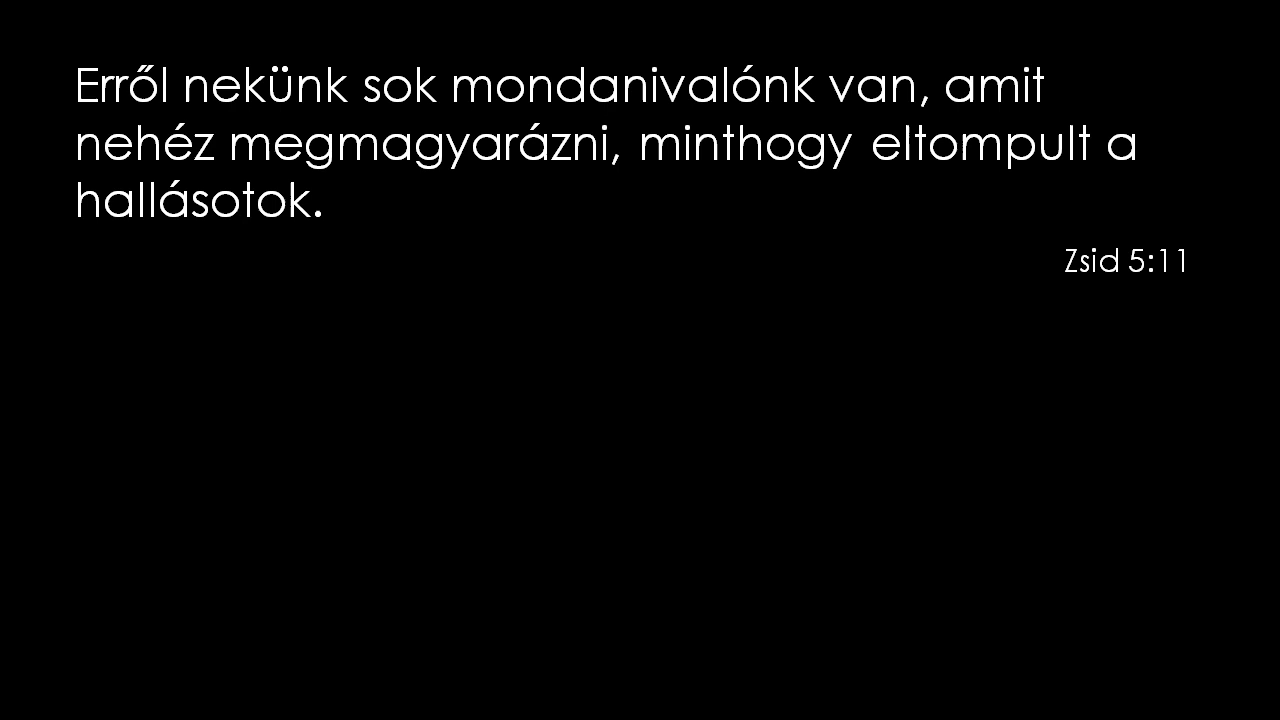 Erről nekünk sok mondanivalónk van, amit
nehéz megmagyarázni, minthogy eltompult a
hallásotok.
Zsid 5:11